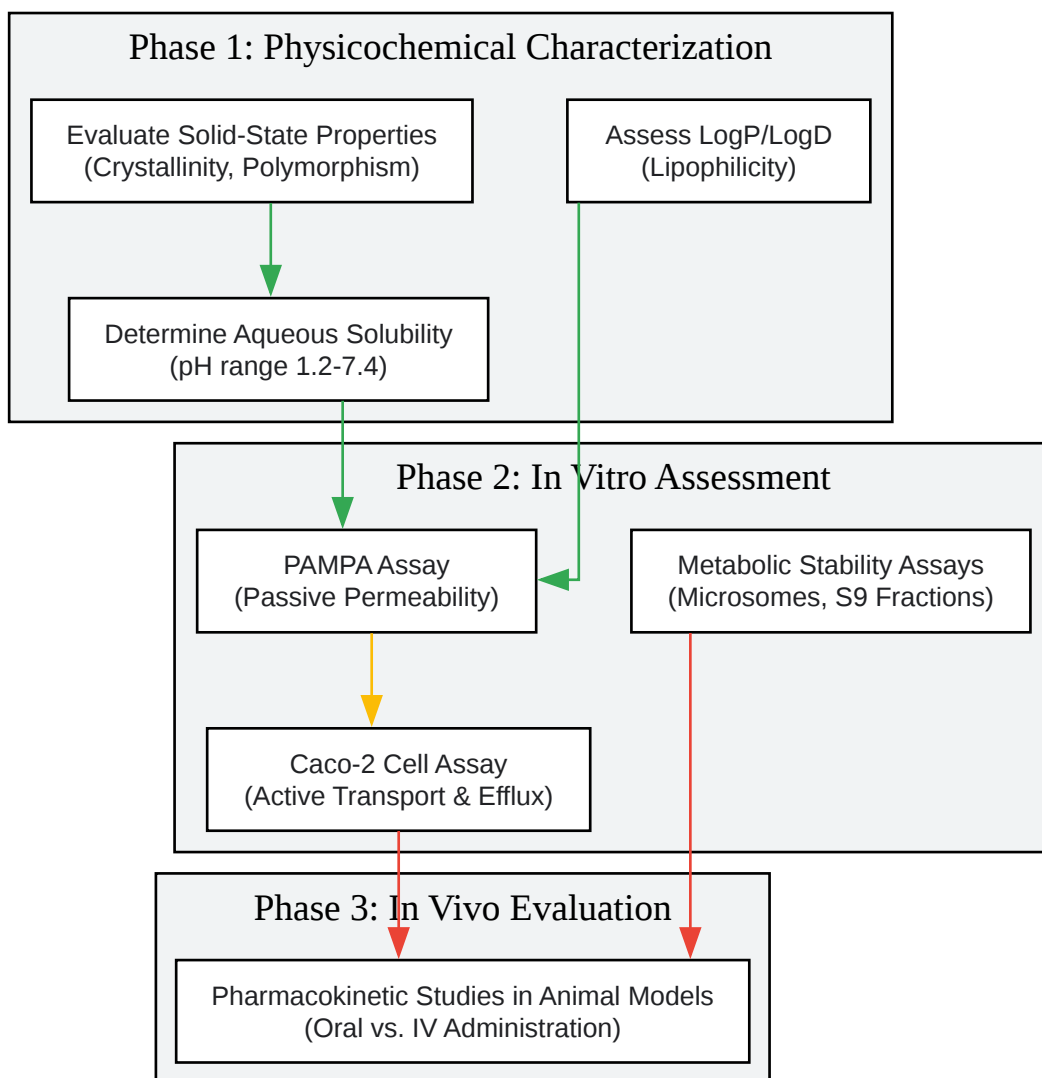 Phase 1: Physicochemical Characterization
Evaluate Solid-State Properties
(Crystallinity, Polymorphism)
Assess LogP/LogD
(Lipophilicity)
Determine Aqueous Solubility
(pH range 1.2-7.4)
Phase 2: In Vitro Assessment
PAMPA Assay
(Passive Permeability)
Metabolic Stability Assays
(Microsomes, S9 Fractions)
Caco-2 Cell Assay
(Active Transport & Efflux)
Phase 3: In Vivo Evaluation
Pharmacokinetic Studies in Animal Models
(Oral vs. IV Administration)